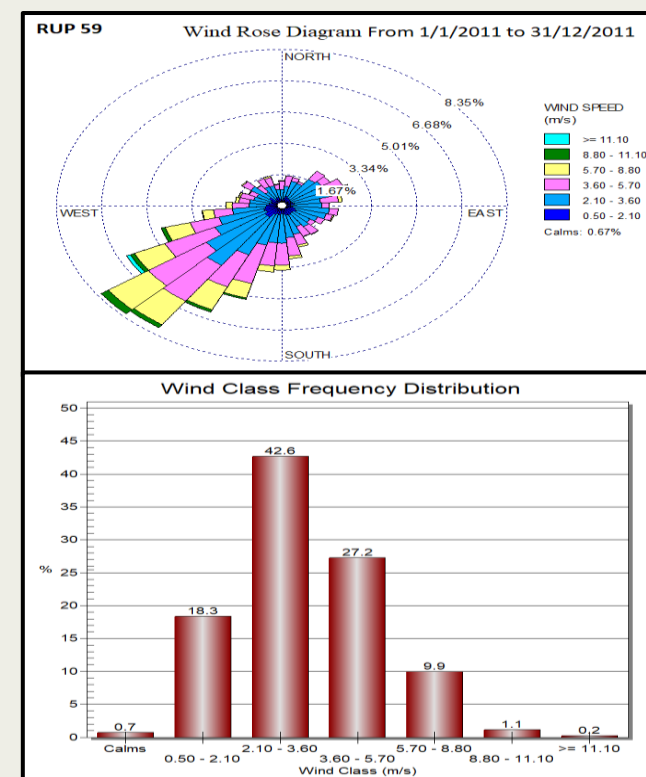 RUP 59
Wind Rose Diagram From 1/1/2011 to 31/12/2011
NORTH
8.35%
6.68%
5.01%
3.34%
1.67%
WEST
EAST
SOUTH
WIND SPEED
(m/s)
>= 11.10
8.80 - 11.10
5.70 - 8.80
3.60 - 5.70
2.10 - 3.60
0.50 - 2.10
Calms: 0.67%
Wind Class Frequency Distribution
50
45
40
35
30
25
20
15
10
5
0
%
0.7
18.3
42.6
27.2
9.9
1.1
0.2
Calms
0.50 - 2.10
2.10 - 3.60
3.60 - 5.70
5.70 - 8.80
8.80 - 11.10
>= 11.10
Wind Class (m/s)